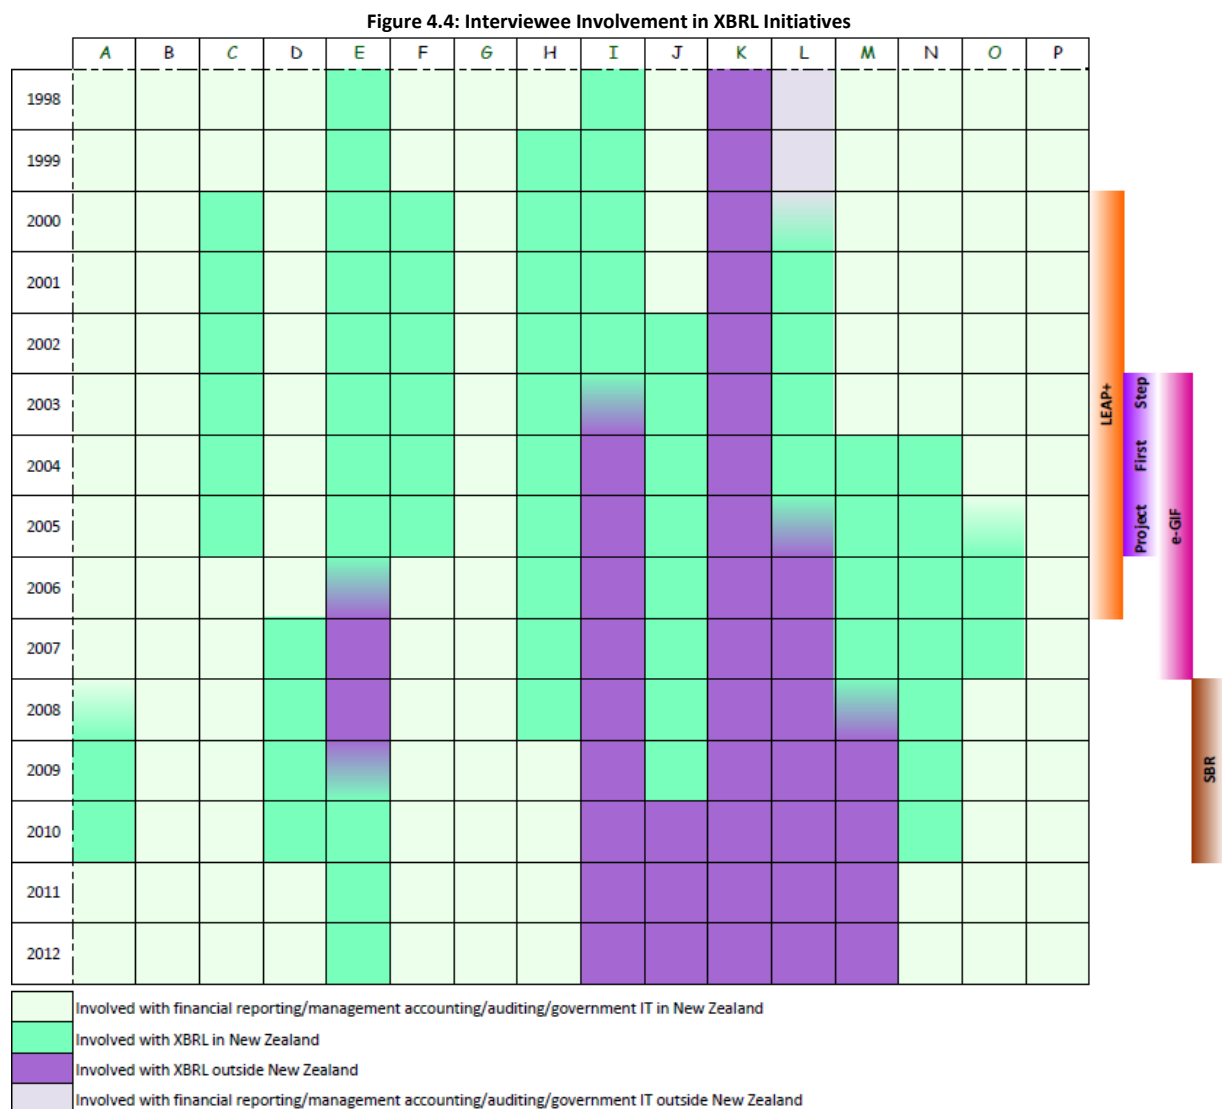 Figure 4.4: Interviewee Involvement in XBRL Initiatives
A B C D E F G H I J K L M N O P
1998
1999
2000
2001
2002
2003
2004
2005
2006
2007
2008
2009
2010
2011
2012
LEAP+
Project First Step
e-GIF
SBR
Involved with financial reporting/management accounting/auditing/government IT in New Zealand
Involved with XBRL in New Zealand
Involved with XBRL outside New Zealand
Involved with financial reporting/management accounting/auditing/government IT outside New Zealand